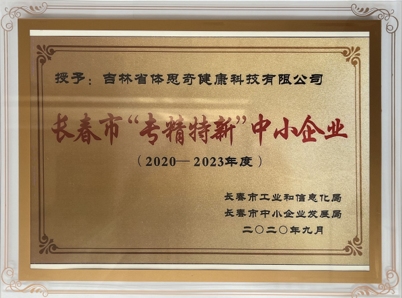 授予：吉林省体思奇健康科技有限公司
长春市“专精特新”中小企业
（2020—2023年度）
长春市工业和信息化局
长春市中小企业发展局
二〇二〇年九月